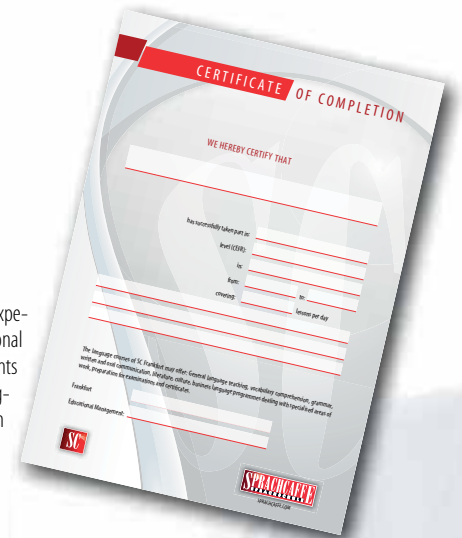 CERTIFICATE OF COMPLETION
WE HEREBY CERTIFY THAT
has successfully taken part in:
level (CEFR):
in:
from: to:
covering: lessons per day
expe-
ional
nts
g-
n
The language courses of SC Frankfurt may offer: General language teaching, vocabulary comprehension, grammar,
written and oral communication, literature, culture, business language programmes dealing with specialised areas of
work, preparation for examinations and certificates.
Frankfurt
Educational Management:
SC
SPRACHCAFFE
SPRACHCAFFE.COM